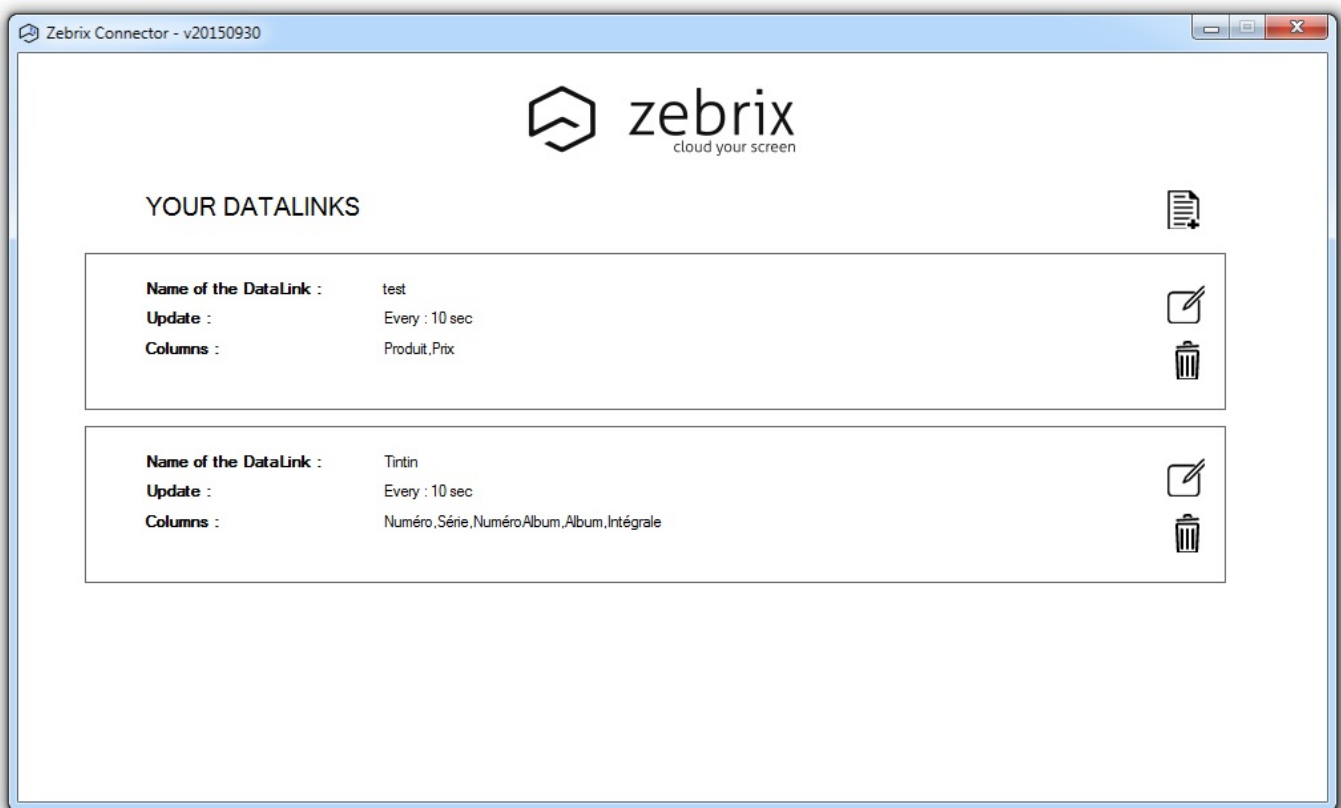 Zebrix Connector - v20150930
zebrix
cloud your screen
YOUR DATALINKS
Name of the DataLink : test
Update : Every : 10 sec
Columns : Produit,Prix
Name of the DataLink : Tintin
Update : Every : 10 sec
Columns : Numéro,Série,NuméroAlbum,Album,Intégrale